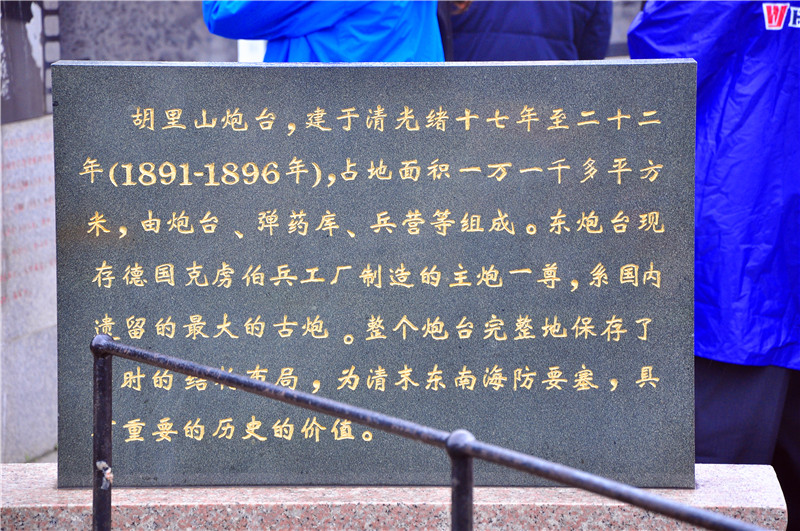 胡里山炮台，建于清光绪十七年至二十二
年(1891-1896年)，占地面积一万一千多平方
米，由炮台、弹药库、兵营等组成。东炮台现
存德国克虏伯兵工厂制造的主炮一尊，系国内
遗留的最大的古炮。整个炮台完整地保存了
时的结构布局，为清末东南海防要塞，具
重要的历史的价值。